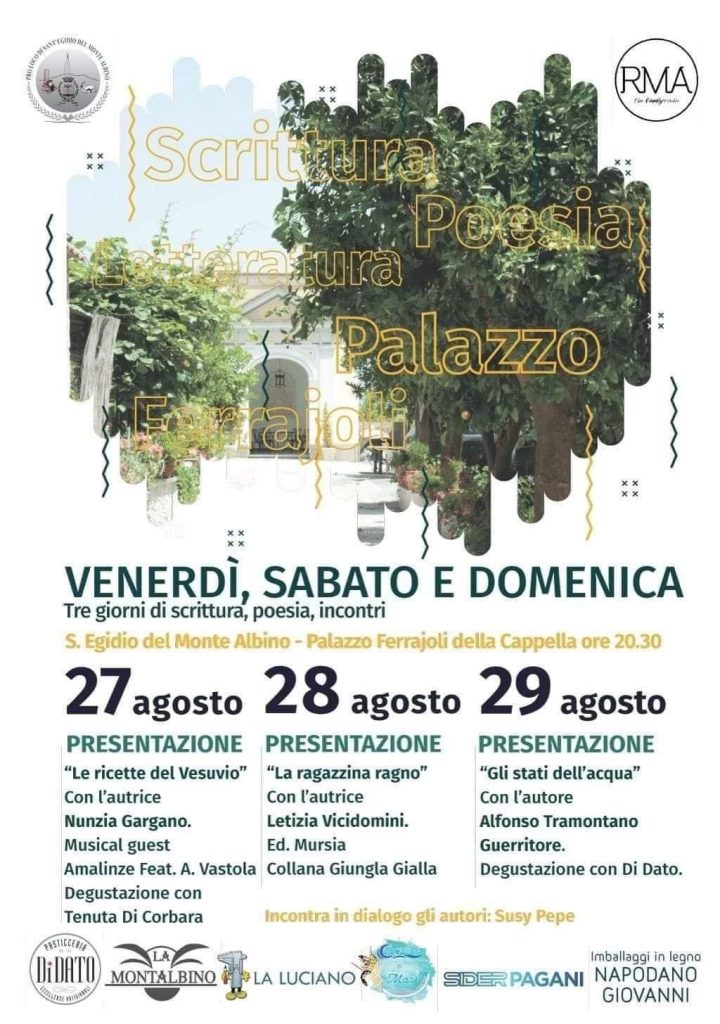 PRO LOCO DI SANT'EGIDIO DEL MONTE ALBINO
RMA
The Family radio
Scrittura
Poesia
Letteratura
Palazzo
Ferrajoli
VENERDÌ, SABATO E DOMENICA
Tre giorni di scrittura, poesia, incontri
S. Egidio del Monte Albino - Palazzo Ferrajoli della Cappella ore 20.30
27 agosto
PRESENTAZIONE
“Le ricette del Vesuvio”
Con l’autrice
Nunzia Gargano.
Musical guest
Amalinze Feat. A. Vastola
Degustazione con
Tenuta Di Corbara
28 agosto
PRESENTAZIONE
“La ragazzina ragno”
Con l’autrice
Letizia Vicidomini.
Ed. Mursia
Collana Giungla Gialla
29 agosto
PRESENTAZIONE
“Gli stati dell’acqua”
Con l’autore
Alfonso Tramontano
Guerritore.
Degustazione con Di Dato.
Incontra in dialogo gli autori: Susy Pepe
PASTICCERIA
DiDATO
ECCELLENZE ARTIGIANALI
LA
MONTALBINO
LA LUCIANO
SIDER PAGANI
Imballaggi in legno
NAPODANO
GIOVANNI